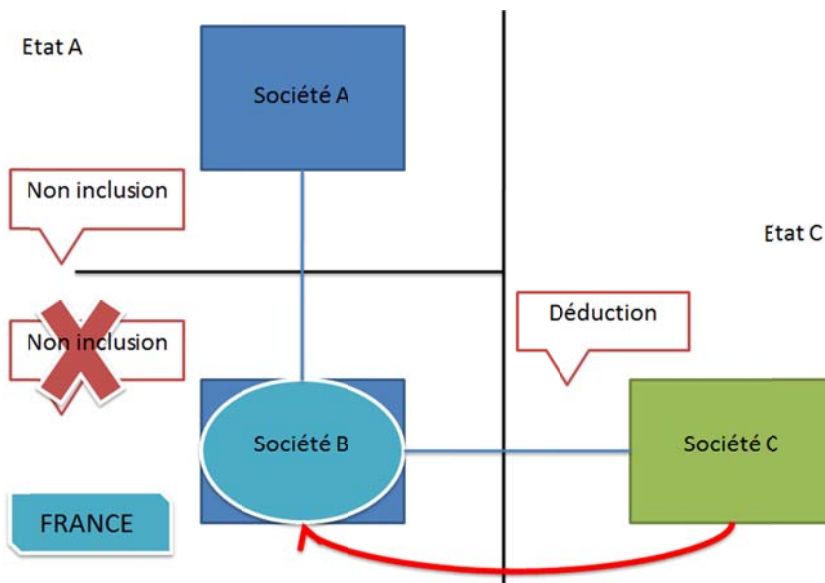 Etat A
Société A
Non inclusion
Etat C
Déduction
Non inclusion
Société B
Société C
FRANCE